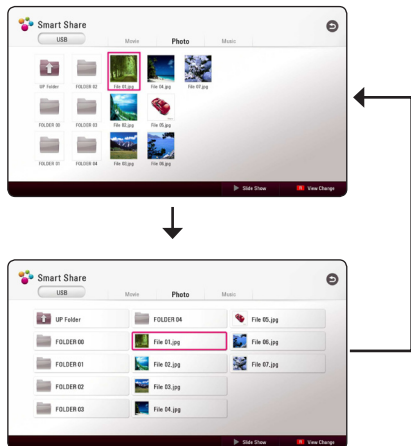 Smart Share
USB Movie Photo Music
UP Folder FOLDER 02 File 01.jpg File 04.jpg File 07.jpg
FOLDER 00 FOLDER 03 File 02.jpg File 05.jpg
FOLDER 01 FOLDER 04 File 03.jpg File 06.jpg
Slide Show View Change
Smart Share
USB Movie Photo Music
UP Folder FOLDER 04 File 05.jpg
FOLDER 00 File 01.jpg File 06.jpg
FOLDER 01 File 02.jpg File 07.jpg
FOLDER 02 File 03.jpg
FOLDER 03 File 04.jpg
Slide Show View Change